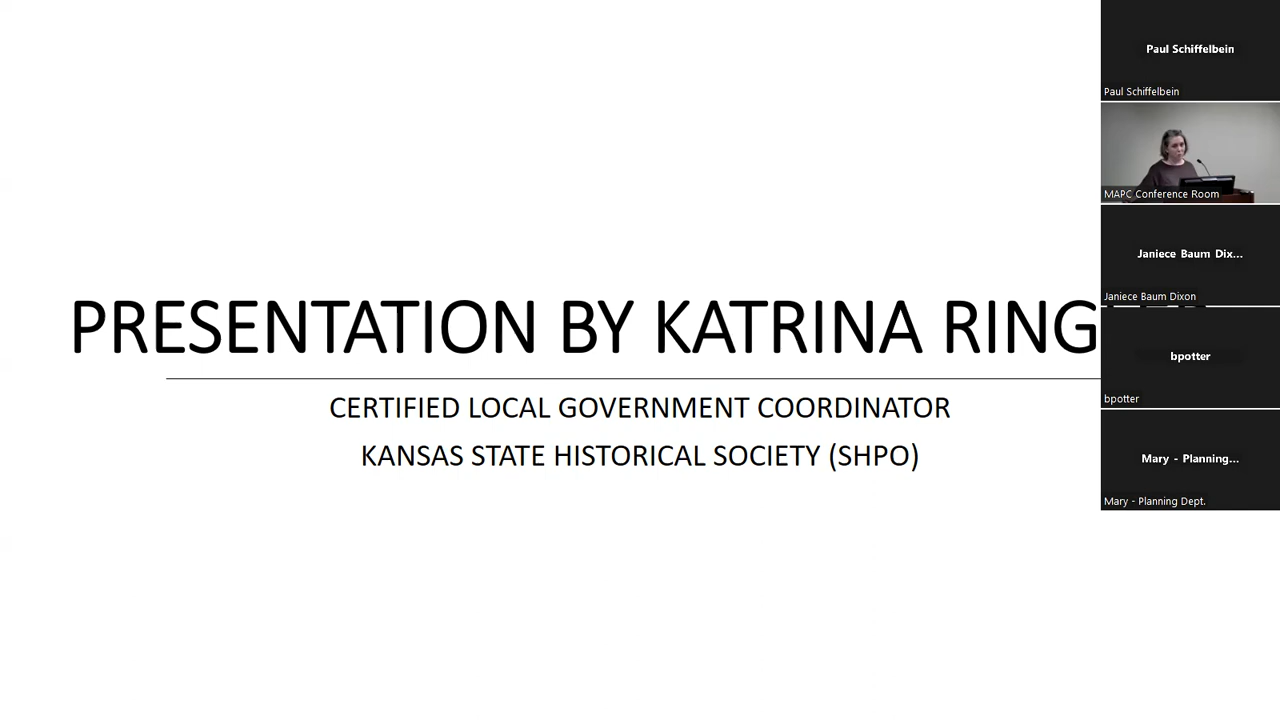 PRESENTATION BY KATRINA RING
CERTIFIED LOCAL GOVERNMENT COORDINATOR
KANSAS STATE HISTORICAL SOCIETY (SHPO)
Paul Schiffelbein
Paul Schiffelbein
MAPC Conference Room
Janiece Baum Dix...
Janiece Baum Dixon
bpotter
bpotter
Mary - Planning...
Mary - Planning Dept.